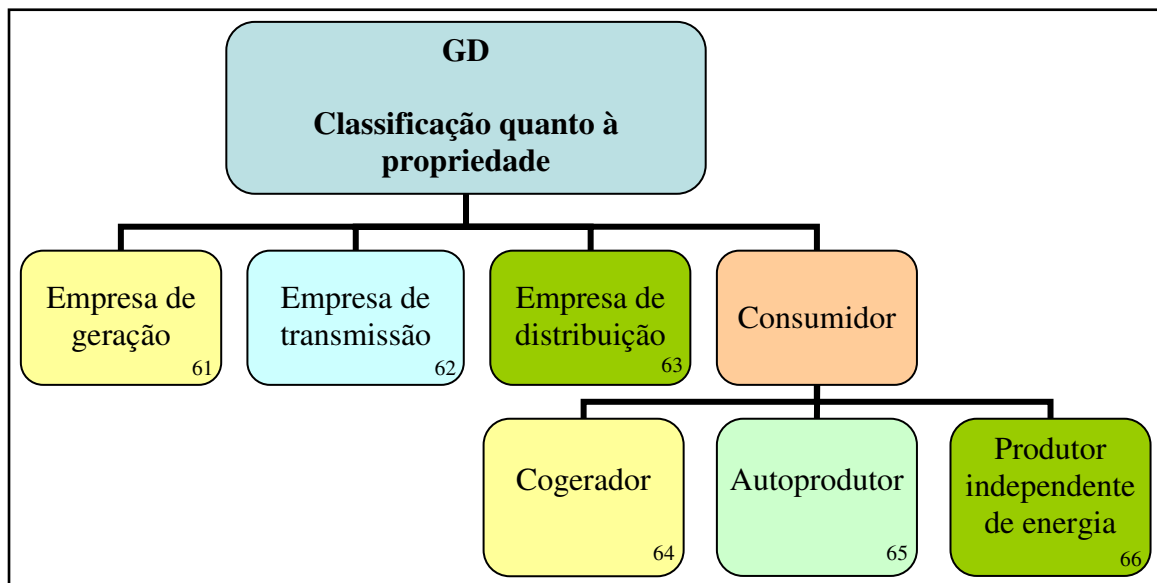 GD
Classificação quanto à
propriedade
Empresa de
geração
61
Empresa de
transmissão
62
Empresa de
distribuição
63
Consumidor
Cogerador
64
Autoprodutor
65
Produtor
independente
de energia
66